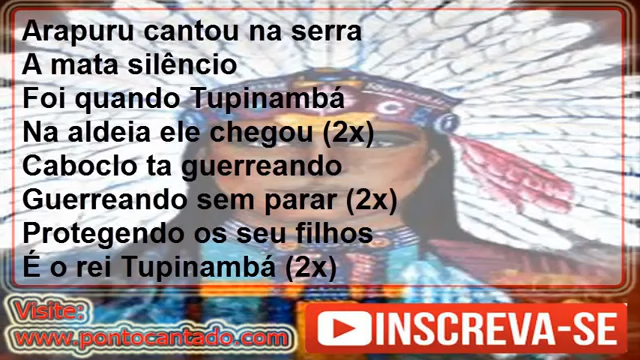 Arapuru cantou na serra
A mata silêncio
Foi quando Tupinambá
Na aldeia ele chegou (2x)
Caboclo ta guerreando
Guerreando sem parar (2x)
Protegendo os seu filhos
É o rei Tupinambá (2x)
Visite:
www.pontocantado.com
INSCREVA-SE